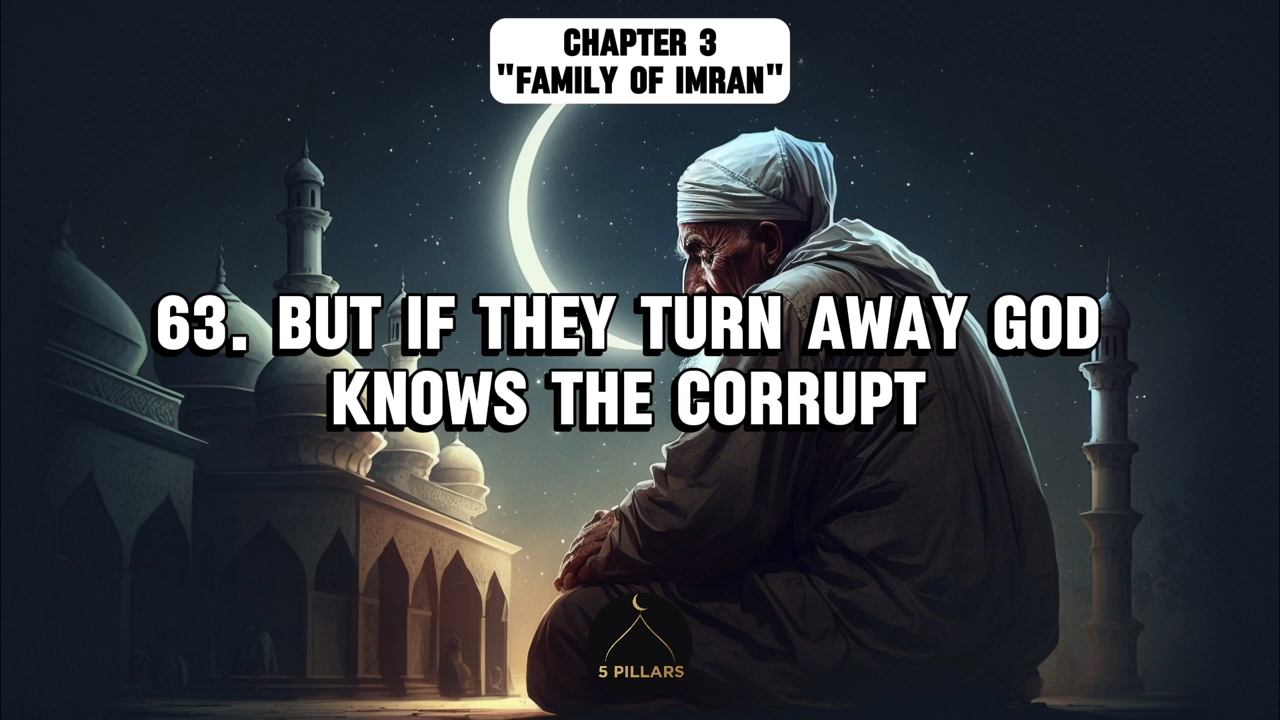 CHAPTER 3
"FAMILY OF IMRAN"
63. BUT IF THEY TURN AWAY GOD
KNOWS THE CORRUPT
5 PILLARS